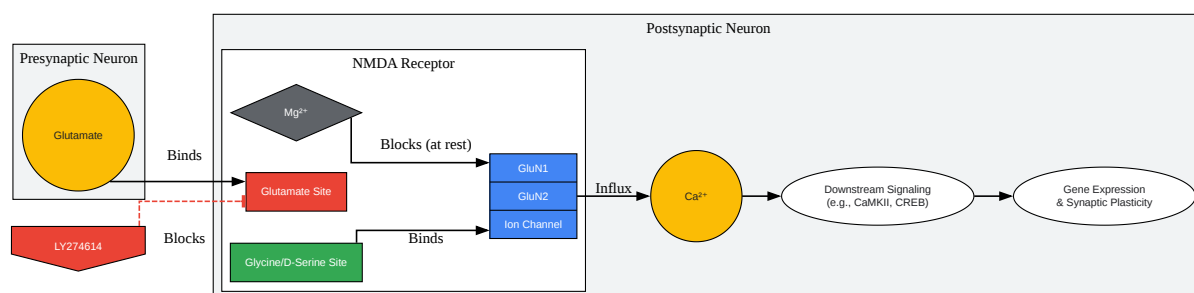 Postsynaptic Neuron
Presynaptic Neuron
NMDA Receptor
Glutamate
Mg²⁺
Binds
Blocks (at rest)
Glutamate Site
GluN1
GluN2
Ion Channel
Influx
Ca²⁺
Downstream Signaling
(e.g., CaMKII, CREB)
Gene Expression
& Synaptic Plasticity
LY274614
Blocks
Glycine/D-Serine Site
Binds